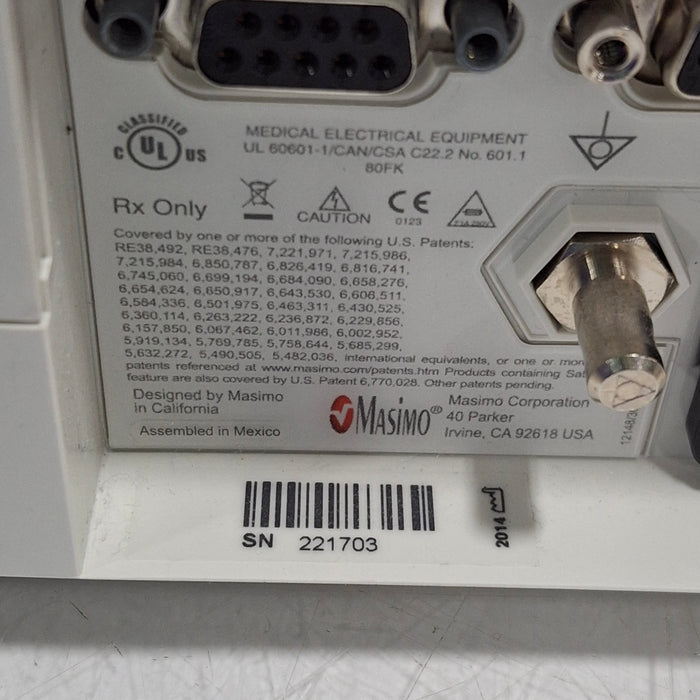 CLASSIFIED
C UL US
MEDICAL ELECTRICAL EQUIPMENT
UL 60601-1/CAN/CSA C22.2 No. 601.1
80FK
Rx Only
CAUTION
CE
0123
Covered by one or more of the following U.S. Patents:
RE38,492, RE38,476, 7,221,971, 7,215,986,
7,215,984, 6,850,787, 6,826,419, 6,816,741,
6,745,060, 6,699,194, 6,684,090, 6,658,276,
6,654,624, 6,650,917, 6,643,530, 6,606,511,
6,584,336, 6,501,975, 6,463,311, 6,430,525,
6,360,114, 6,263,222, 6,236,872, 6,229,856,
6,157,850, 6,067,462, 6,011,986, 6,002,952,
5,919,134, 5,769,785, 5,758,644, 5,685,299,
5,632,272, 5,490,505, 5,482,036, international equivalents, or one or more
patents referenced at www.masimo.com/patents.htm Products containing Sat
feature are also covered by U.S. Patent 6,770,028. Other patents pending.
Designed by Masimo
in California
Assembled in Mexico
MASIMO®
Masimo Corporation
40 Parker
Irvine, CA 92618 USA
SN 221703
2014